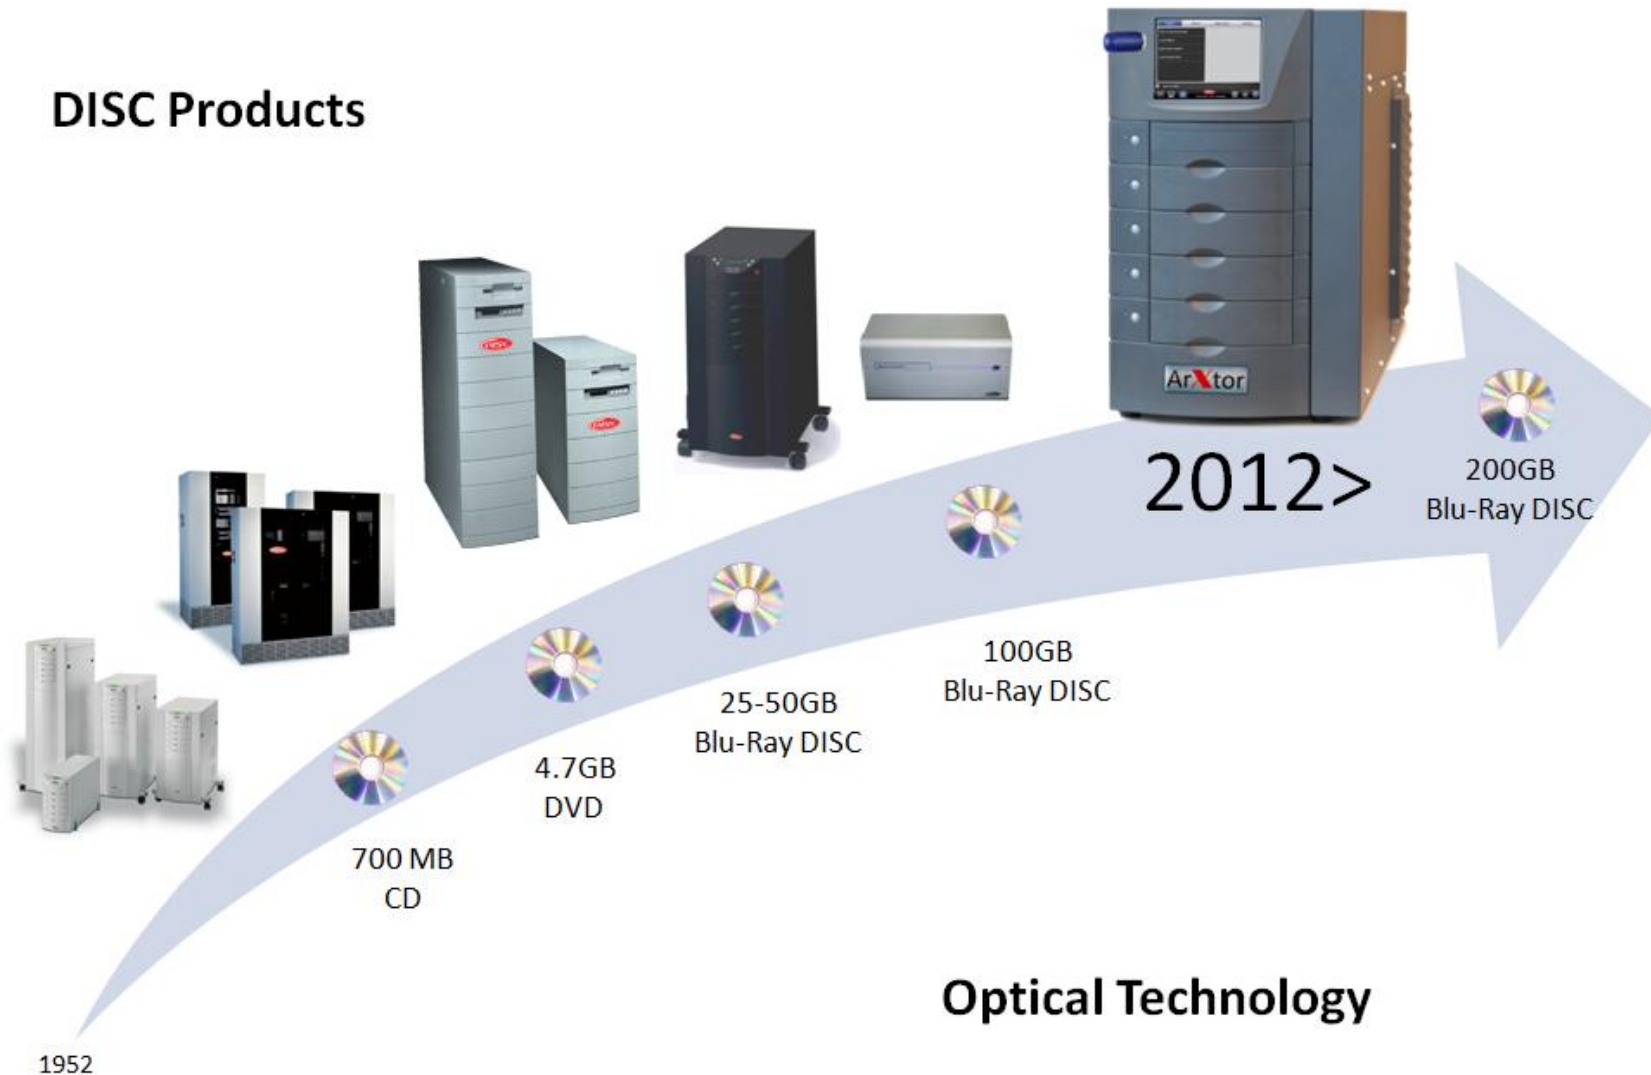 DISC Products
ArXtor
2012>
200GB
Blu-Ray DISC
100GB
Blu-Ray DISC
25-50GB
Blu-Ray DISC
4.7GB
DVD
700 MB
CD
Optical Technology
1952